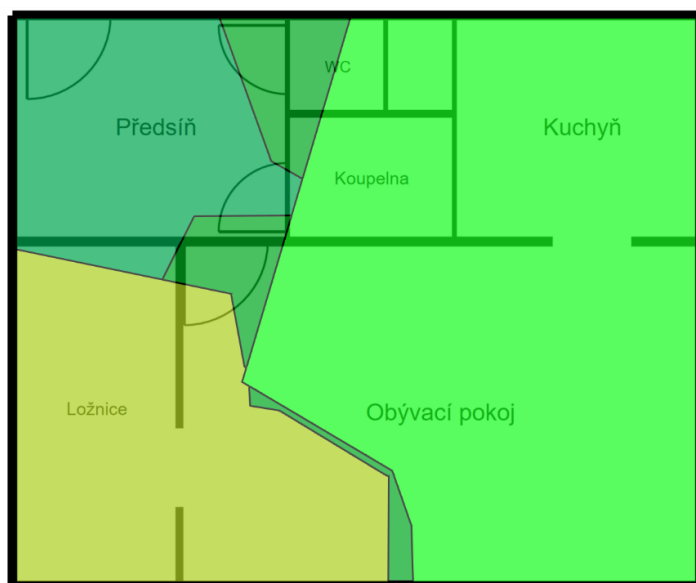 WC
Předsíň
Kuchyň
Koupelna
Ložnice
Obývací pokoj